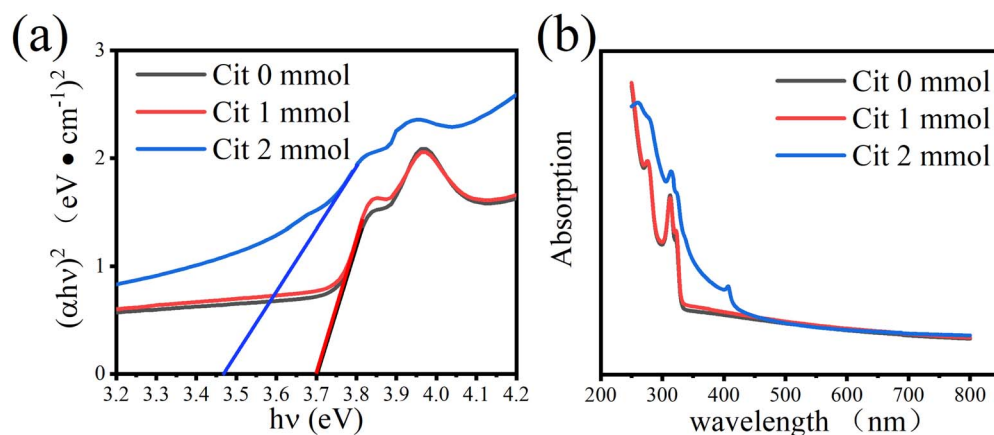 (a)
3
2
1
0
(αhν)² （eV • cm⁻¹)²
Cit 0 mmol
Cit 1 mmol
Cit 2 mmol
3.2 3.3 3.4 3.5 3.6 3.7 3.8 3.9 4.0 4.1 4.2
hν (eV)
(b)
Absorption
Cit 0 mmol
Cit 1 mmol
Cit 2 mmol
200 300 400 500 600 700 800
wavelength （nm）